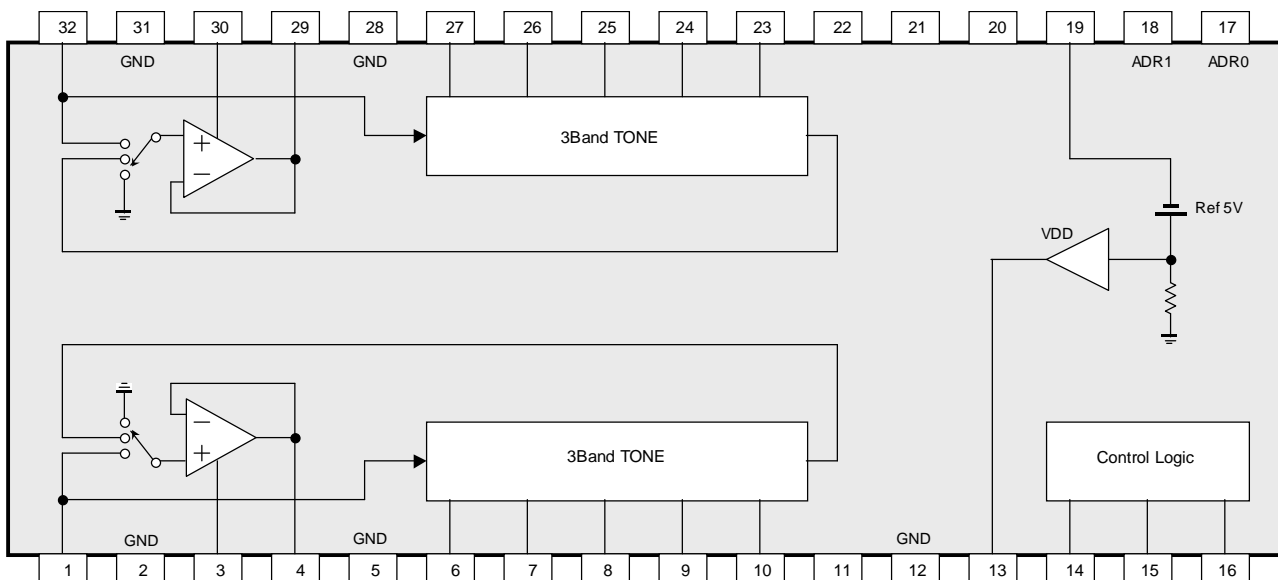 32 31 30 29 28 27 26 25 24 23 22 21 20 19 18 17
GND GND ADR1 ADR0
3Band TONE
+
−
Ref 5V
VDD
−
+
3Band TONE
Control Logic
GND GND GND
1 2 3 4 5 6 7 8 9 10 11 12 13 14 15 16